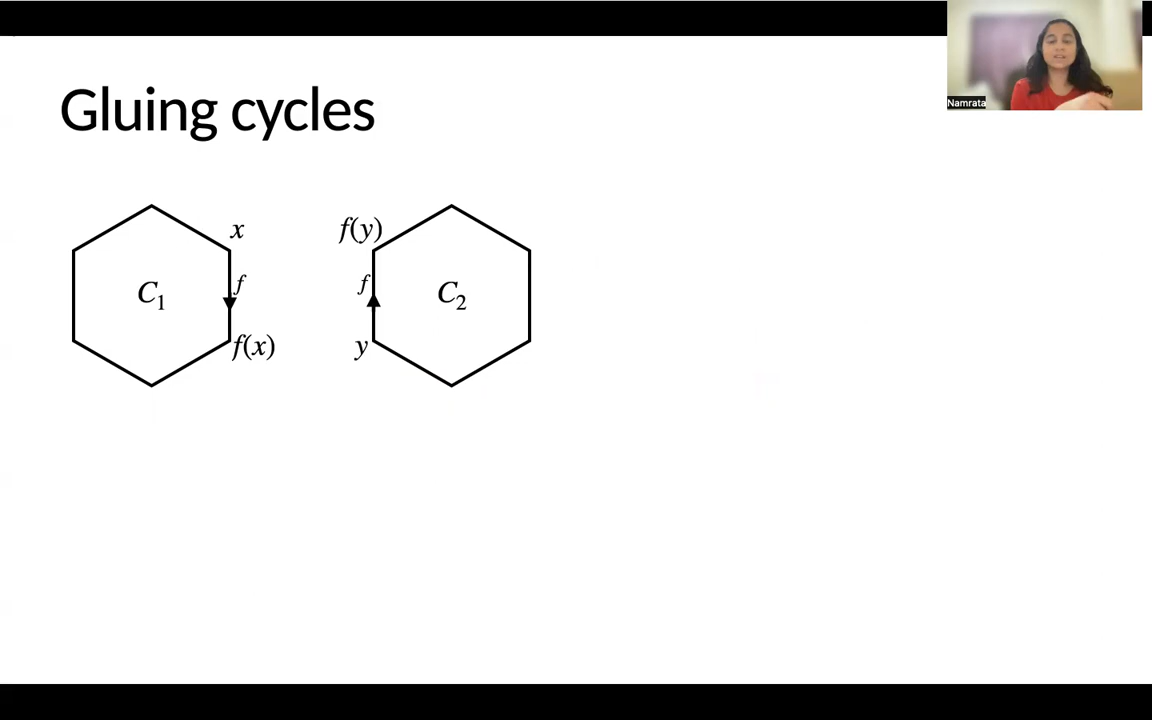 Namrata
Gluing cycles
x
f(y)
f
f
C₁
C₂
f(x)
y